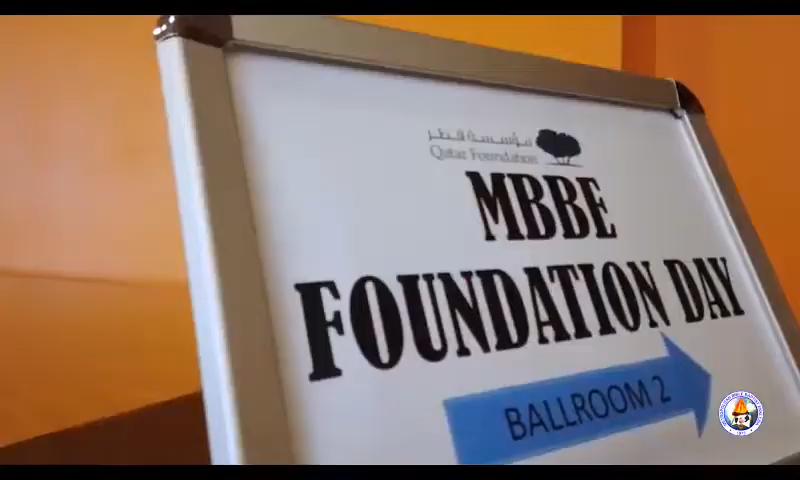 مؤسسة قطر
Qatar Foundation
MBBE
FOUNDATION DAY
BALLROOM 2